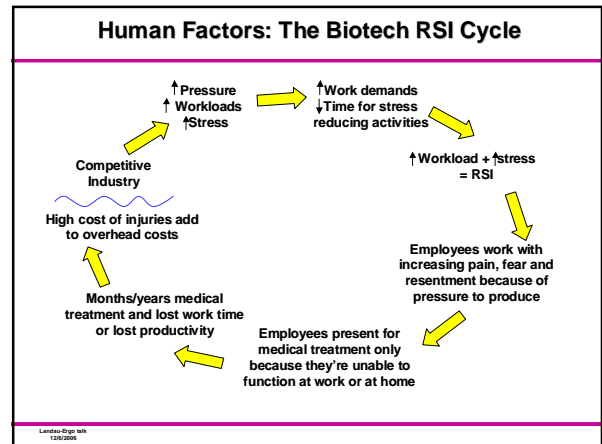 Human Factors: The Biotech RSI Cycle
↑Pressure
↑ Workloads
↑Stress
↑Work demands
↓Time for stress
reducing activities
↑Workload + ↑stress
= RSI
Employees work with
increasing pain, fear and
resentment because of
pressure to produce
Employees present for
medical treatment only
because they're unable to
function at work or at home
Months/years medical
treatment and lost work time
or lost productivity
High cost of injuries add
to overhead costs
Competitive
Industry
Landau-Ergo talk
12/6/2006